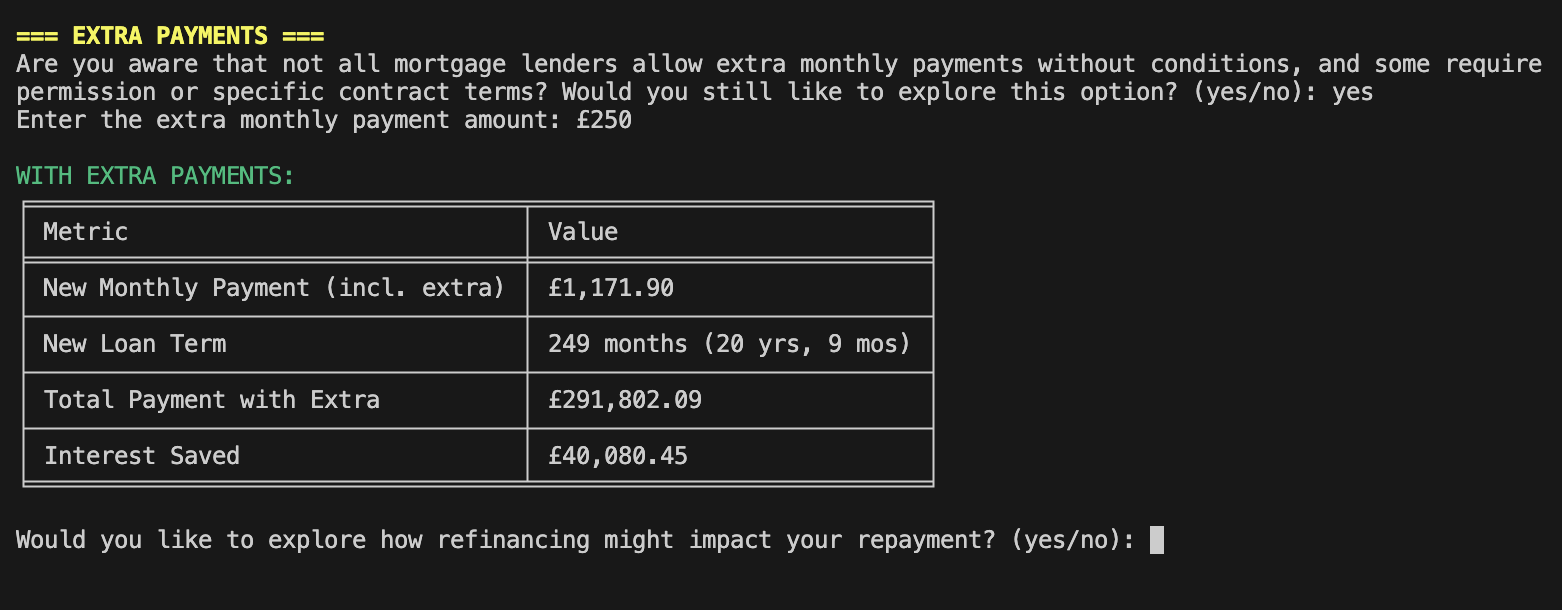 === EXTRA PAYMENTS ===
Are you aware that not all mortgage lenders allow extra monthly payments without conditions, and some require
permission or specific contract terms? Would you still like to explore this option? (yes/no): yes
Enter the extra monthly payment amount: £250
WITH EXTRA PAYMENTS:
Metric Value
New Monthly Payment (incl. extra) £1,171.90
New Loan Term 249 months (20 yrs, 9 mos)
Total Payment with Extra £291,802.09
Interest Saved £40,080.45
Would you like to explore how refinancing might impact your repayment? (yes/no):